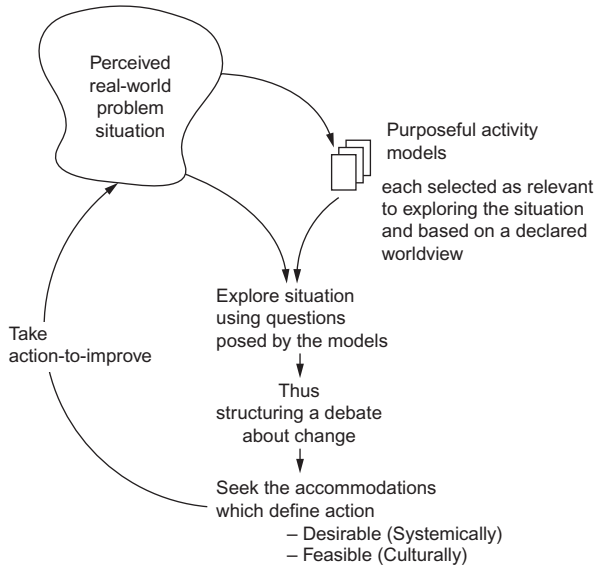 Perceived
real-world
problem
situation
Purposeful activity
models
each selected as relevant
to exploring the situation
and based on a declared
worldview
Explore situation
using questions
posed by the models
Take
action-to-improve
Thus
structuring a debate
about change
Seek the accommodations
which define action
– Desirable (Systemically)
– Feasible (Culturally)